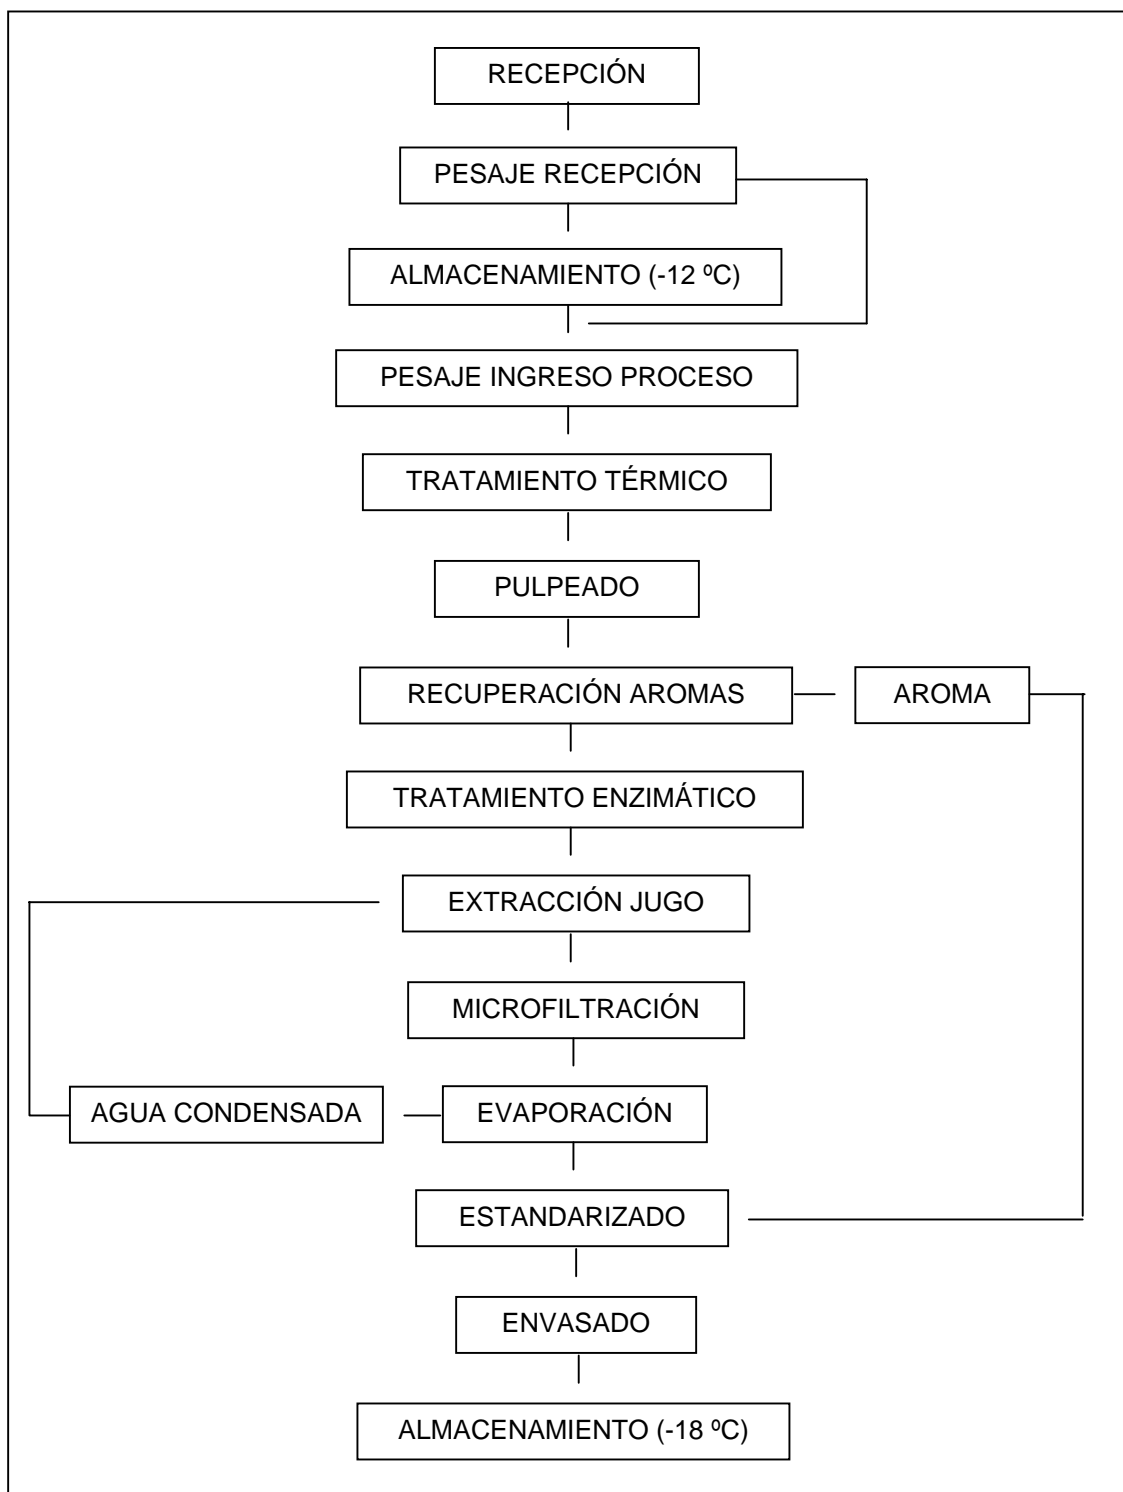 RECEPCIÓN
PESAJE RECEPCIÓN
ALMACENAMIENTO (-12 ºC)
PESAJE INGRESO PROCESO
TRATAMIENTO TÉRMICO
PULPEADO
RECUPERACIÓN AROMAS
AROMA
TRATAMIENTO ENZIMÁTICO
EXTRACCIÓN JUGO
MICROFILTRACIÓN
AGUA CONDENSADA
EVAPORACIÓN
ESTANDARIZADO
ENVASADO
ALMACENAMIENTO (-18 ºC)